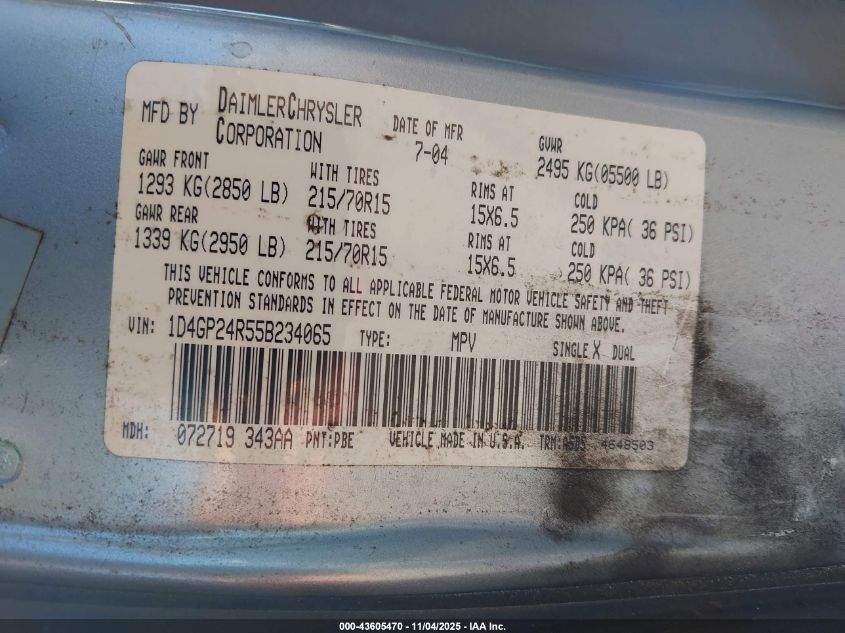 MFD BY DAIMLERCHRYSLER CORPORATION DATE OF MFR 7-04 GVWR 2495 KG(05500 LB)
GAWR FRONT WITH TIRES RIMS AT COLD
1293 KG(2850 LB) 215/70R15 15X6.5 250 KPA( 36 PSI)
GAWR REAR WITH TIRES RIMS AT COLD
1339 KG(2950 LB) 215/70R15 15X6.5 250 KPA( 36 PSI)
THIS VEHICLE CONFORMS TO ALL APPLICABLE FEDERAL MOTOR VEHICLE SAFETY AND THEFT
PREVENTION STANDARDS IN EFFECT ON THE DATE OF MANUFACTURE SHOWN ABOVE.
VIN: 1D4GP24R55B234065 TYPE: MPV SINGLE X DUAL
MDH: 072719 343AA PNT:PBE VEHICLE MADE IN U.S.A. 4648503
000-43605470 - 11/04/2025 - IAA Inc.